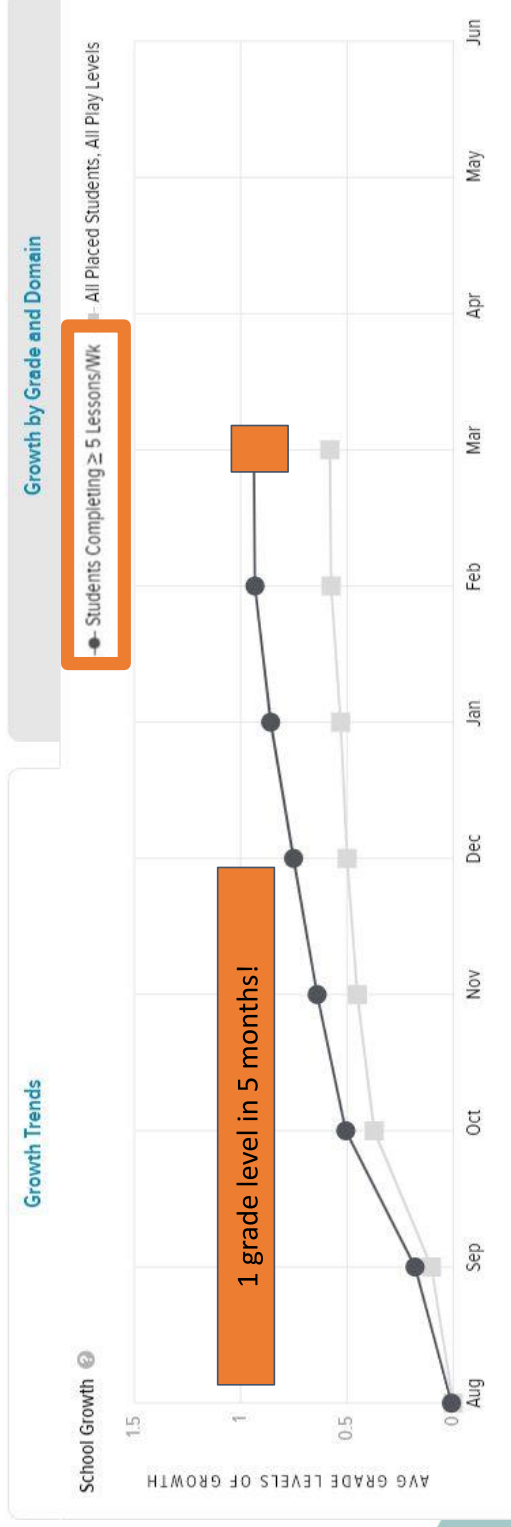 Growth Trends
Growth by Grade and Domain
School Growth ?
Students Completing ≥ 5 Lessons/Wk
All Placed Students, All Play Levels
AVG GRADE LEVELS OF GROWTH
1.5
1
0.5
0
1 grade level in 5 months!
Aug Sep Oct Nov Dec Jan Feb Mar Apr May Jun